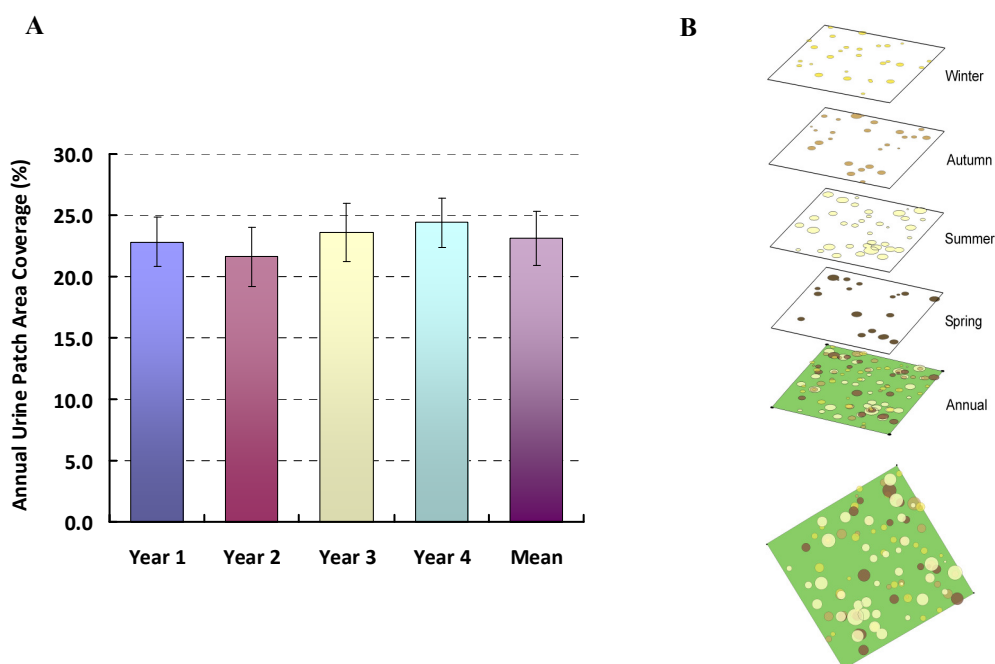 A
B
Annual Urine Patch Area Coverage (%)
30.0
25.0
20.0
15.0
10.0
5.0
0.0
Year 1 Year 2 Year 3 Year 4 Mean
Winter
Autumn
Summer
Spring
Annual